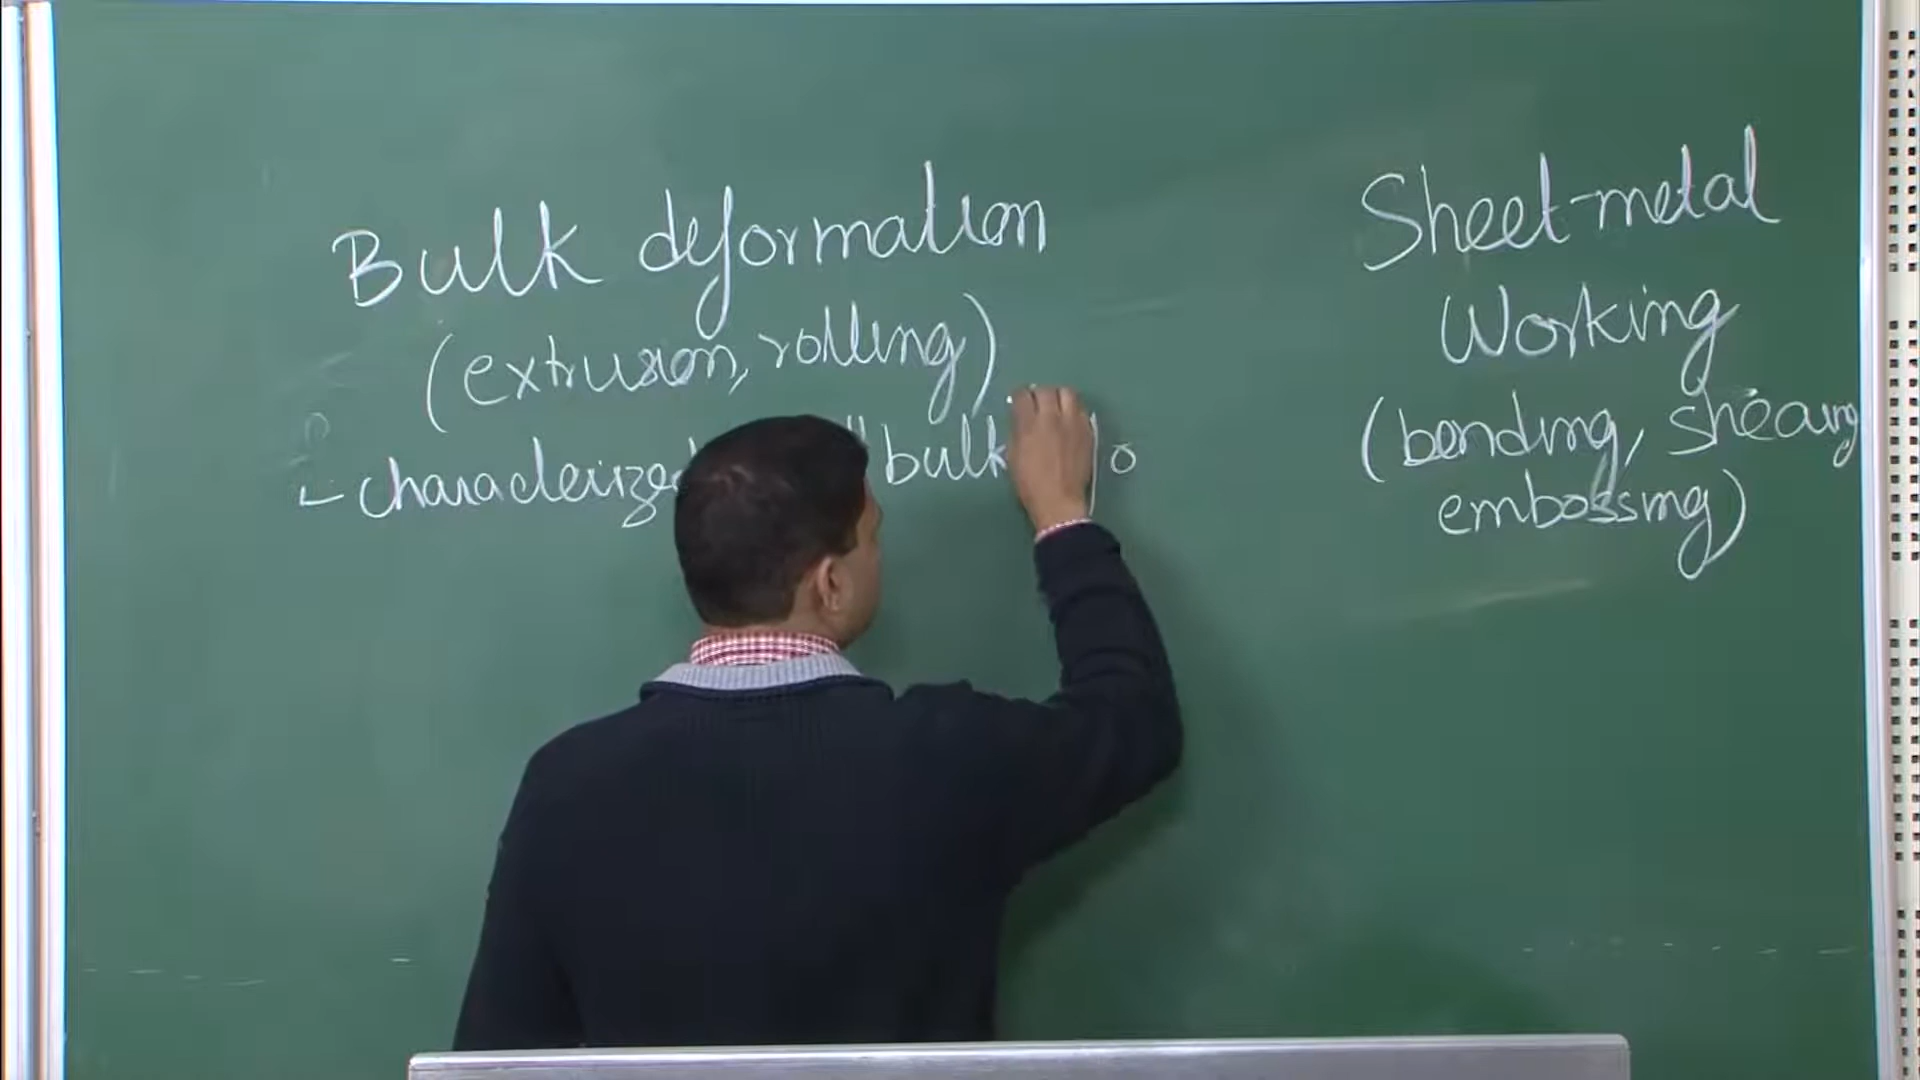 Bulk deformation
(extrusion, rolling)
- characterized "bulk
Sheet-metal
Working
(bending, shearing
embossing)